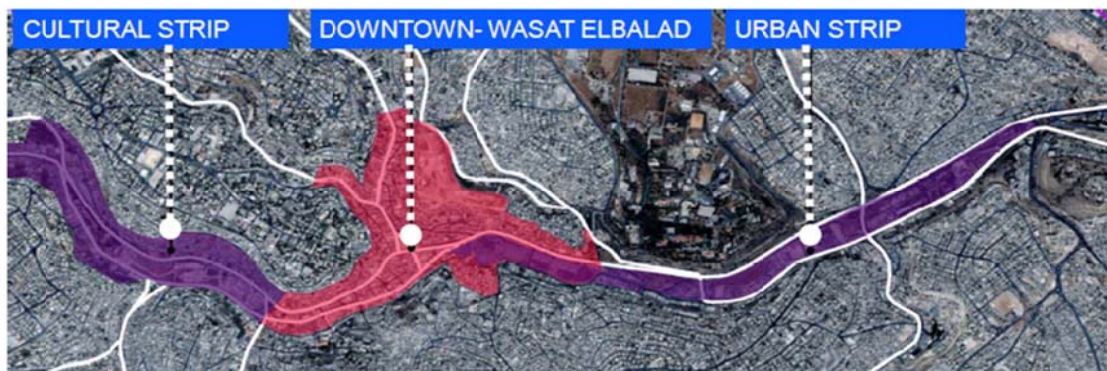 CULTURAL STRIP
DOWNTOWN- WASAT ELBALAD
URBAN STRIP